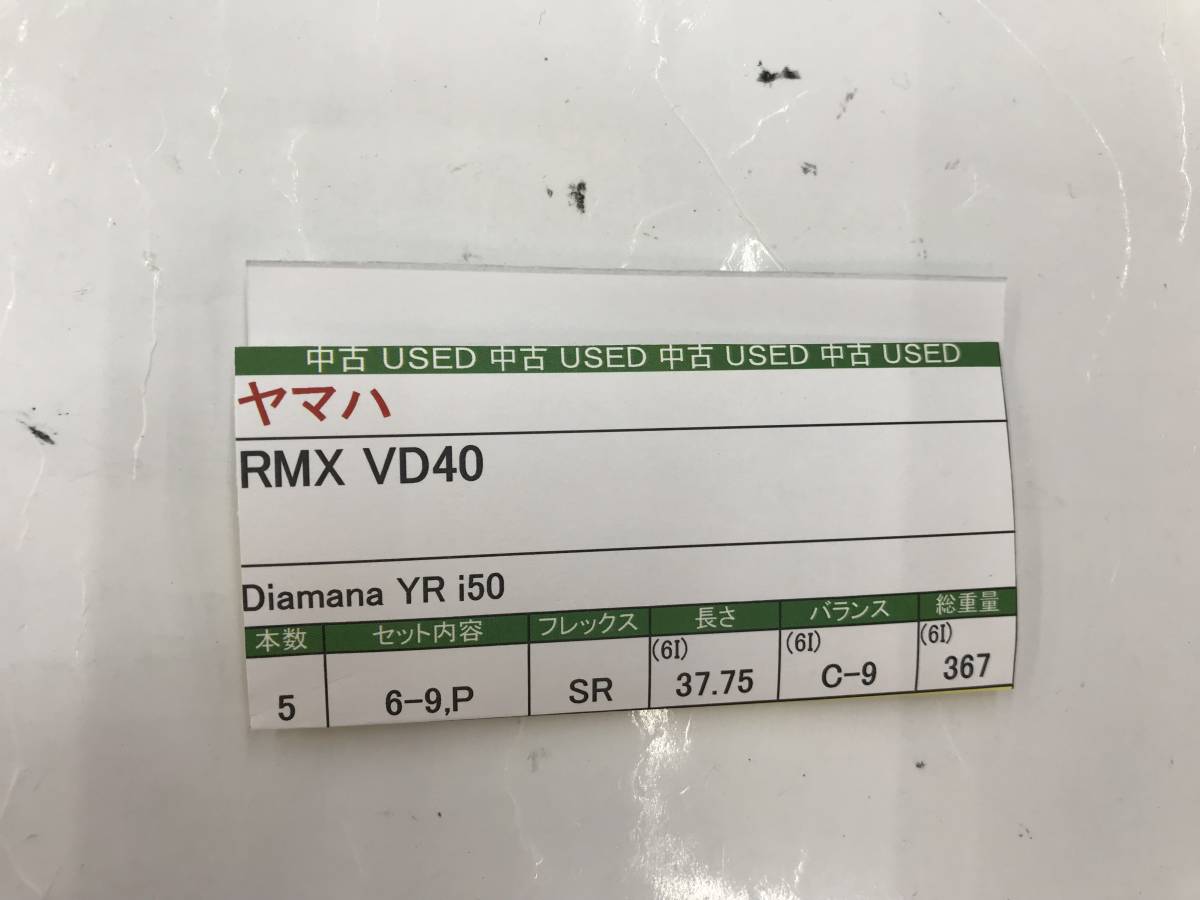 中古 USED 中古 USED 中古 USED 中古 USED
ヤマハ
RMX VD40
Diamana YR i50
本数 セット内容 フレックス 長さ バランス 総重量
(6I) (6I) (6I)
5 6-9,P SR 37.75 C-9 367